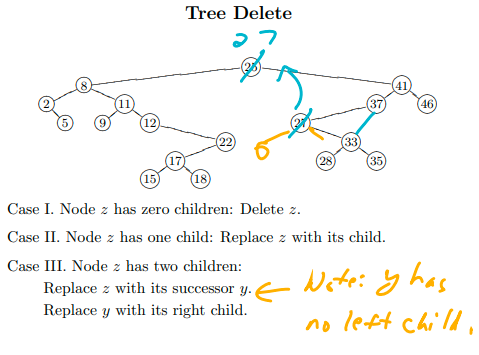 Tree Delete
27
25
8
41
2
11
37
46
5
9
12
27
22
33
17
28
35
15
18
Case I. Node z has zero children: Delete z.
Case II. Node z has one child: Replace z with its child.
Case III. Node z has two children:
Replace z with its successor y.
Replace y with its right child.
Note: y has
no left child.